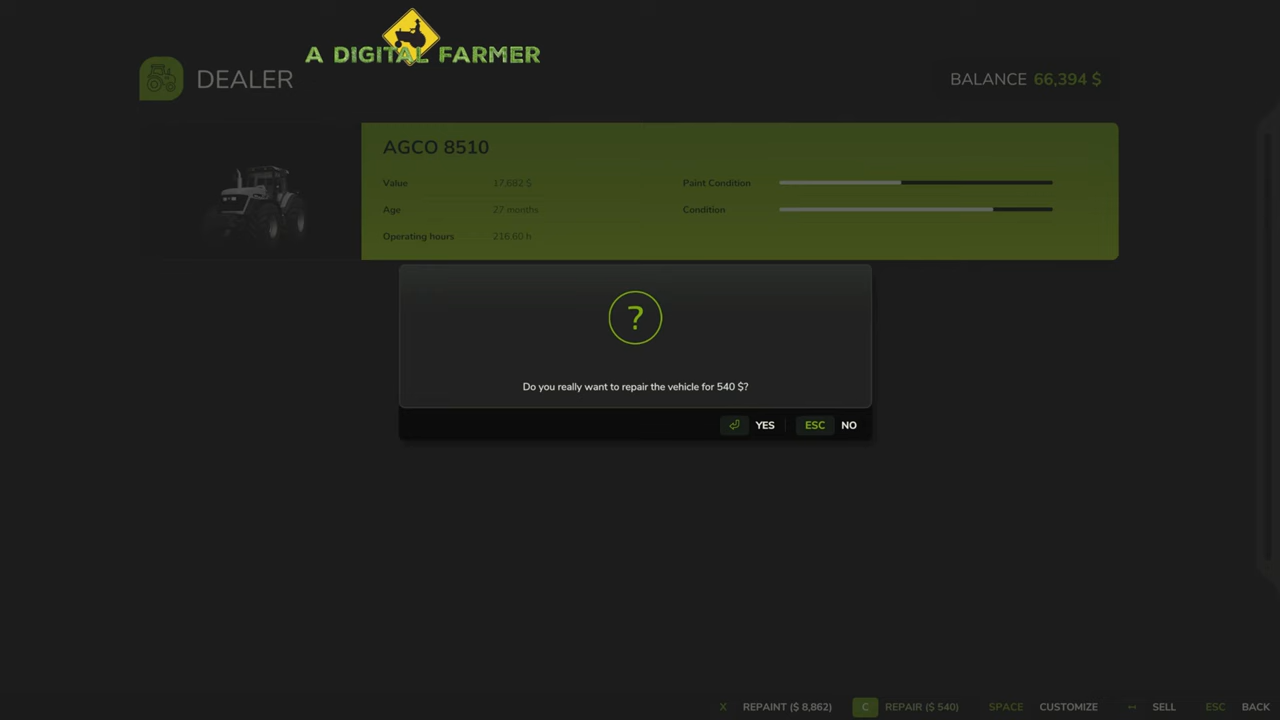 A DIGITAL FARMER
DEALER
BALANCE 66,394 $
AGCO 8510
Value 17,682 $
Paint Condition
Age 27 months
Condition
Operating hours 216.60 h
?
Do you really want to repair the vehicle for 540 $?
YES ESC NO
X REPAINT ($ 8,862) C REPAIR ($ 540) SPACE CUSTOMIZE SELL ESC BACK